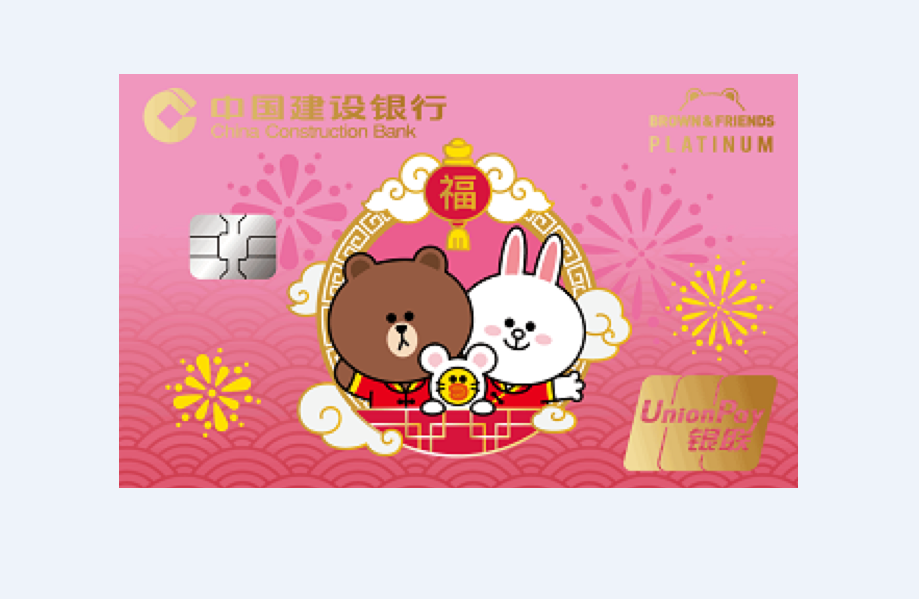 中国建设银行
China Construction Bank
BROWN & FRIENDS
PLATINUM
福
UnionPay
银联